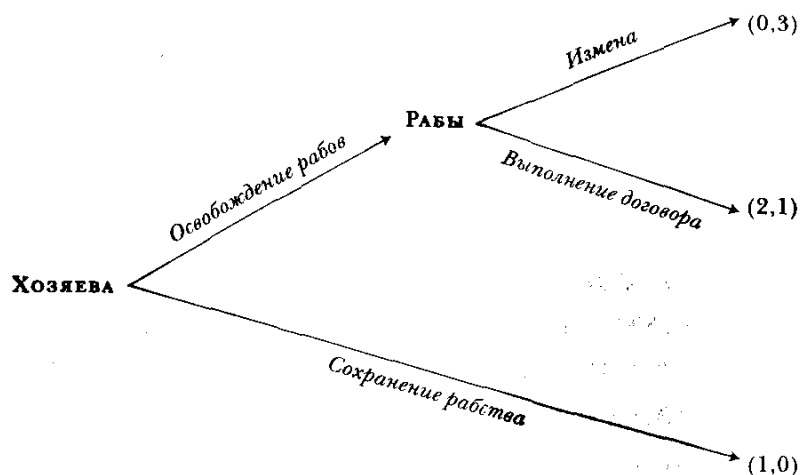 (0,3)
Измена
Рабы
Освобождение рабов
Выполнение договора
(2,1)
Хозяева
Сохранение рабства
(1,0)